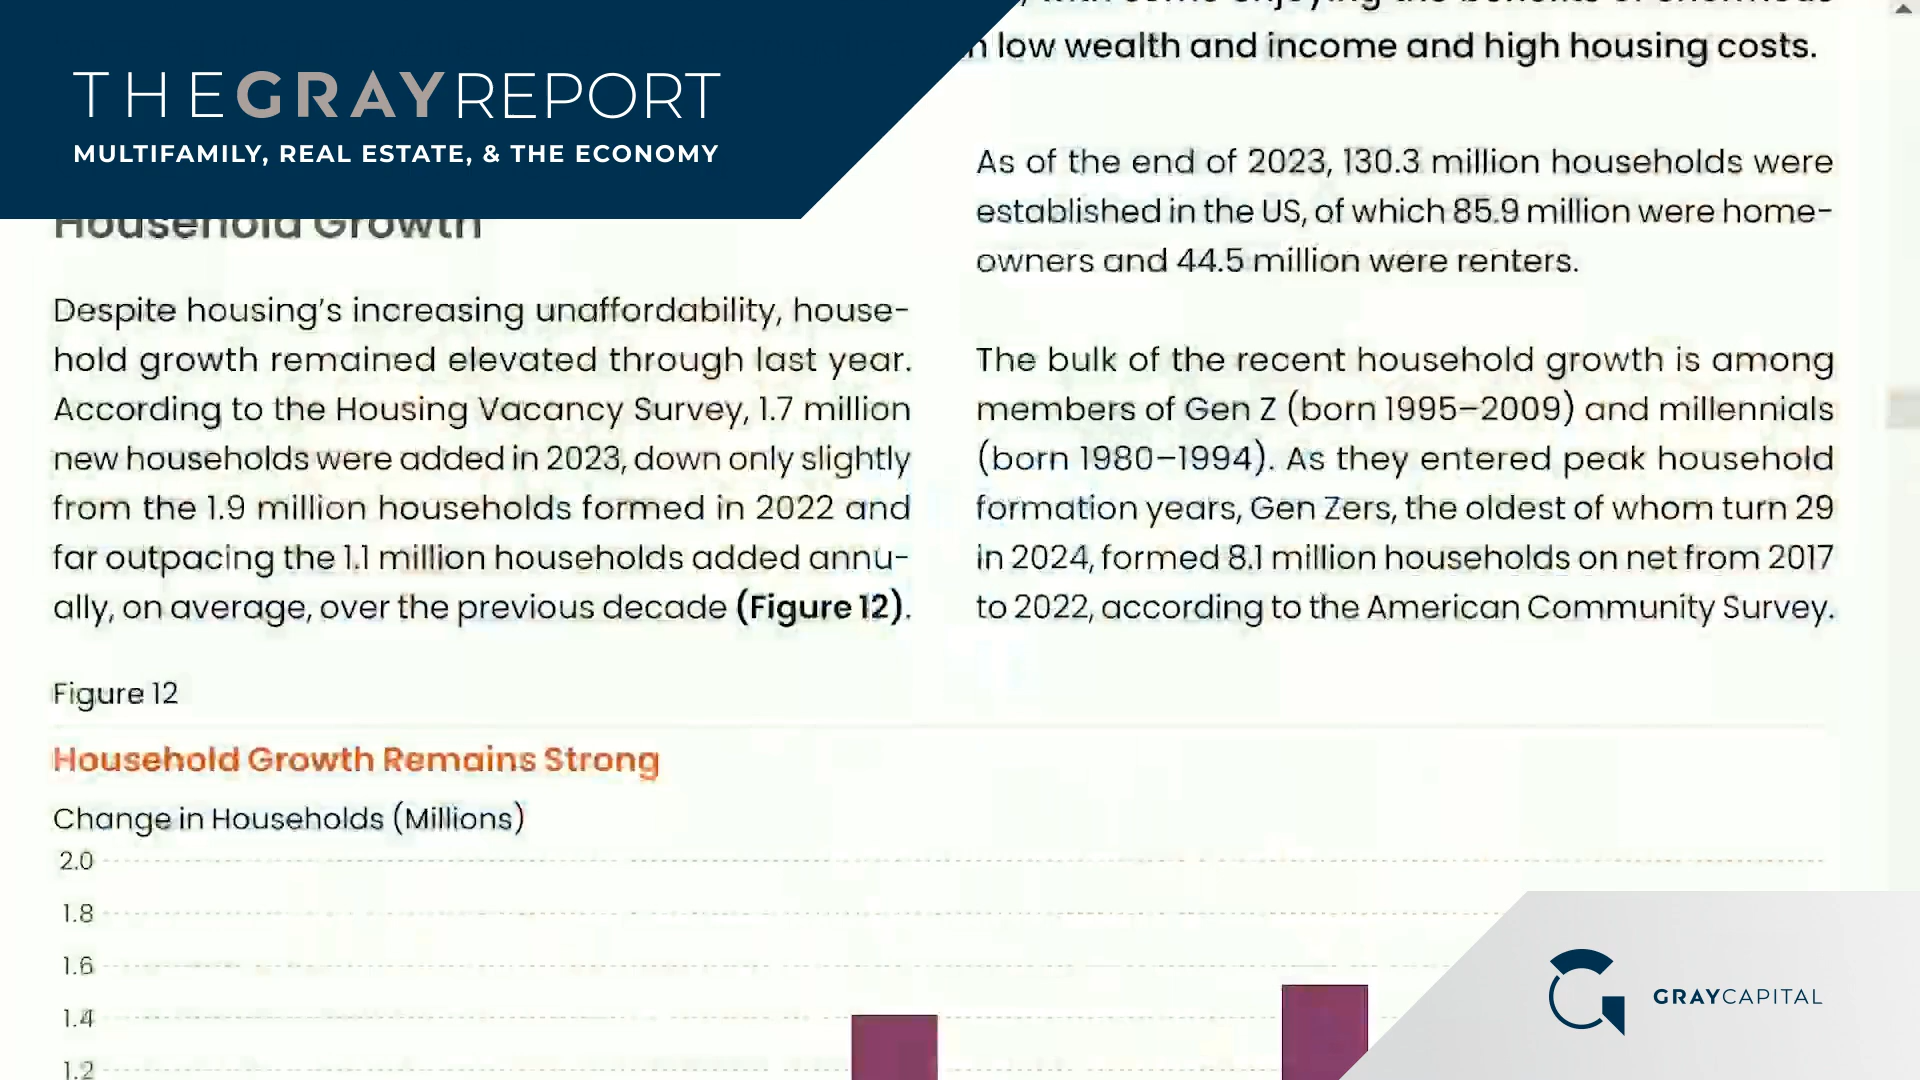 THEGRAYREPORT
MULTIFAMILY, REAL ESTATE, & THE ECONOMY
Household Growth
Despite housing’s increasing unaffordability, house-
hold growth remained elevated through last year.
According to the Housing Vacancy Survey, 1.7 million
new households were added in 2023, down only slightly
from the 1.9 million households formed in 2022 and
far outpacing the 1.1 million households added annu-
ally, on average, over the previous decade (Figure 12).
low wealth and income and high housing costs.
As of the end of 2023, 130.3 million households were
established in the US, of which 85.9 million were home-
owners and 44.5 million were renters.
The bulk of the recent household growth is among
members of Gen Z (born 1995–2009) and millennials
(born 1980–1994). As they entered peak household
formation years, Gen Zers, the oldest of whom turn 29
in 2024, formed 8.1 million households on net from 2017
to 2022, according to the American Community Survey.
Figure 12
Household Growth Remains Strong
Change in Households (Millions)
2.0
1.8
1.6
1.4
1.2
GRAYCAPITAL